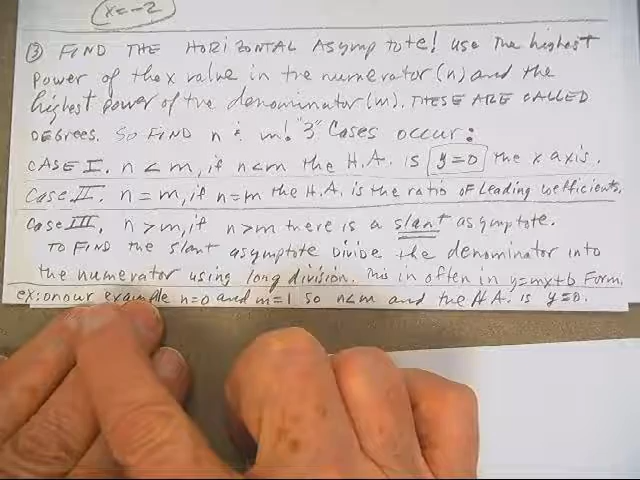 x=-2
③ FIND THE HORIZONTAL Asymptote! use the highest
power of the x value in the numerator (n) and the
highest power of the denominator (m). THESE ARE CALLED
DEGREES. SO FIND n & m! "3" Cases occur:
CASE I. n < m, if n<m the H.A. is y=0 the x axis.
Case II. n = m, if n=m the H.A. is the ratio of Leading coefficients.
Case III. n > m, if n>m there is a slant asymptote.
TO FIND the slant asymptote Divide the denominator into
the numerator using long division. This in often in y=mx+b Form.
ex: on our example n=0 and m=1 so n<m and the H.A. is y=0.